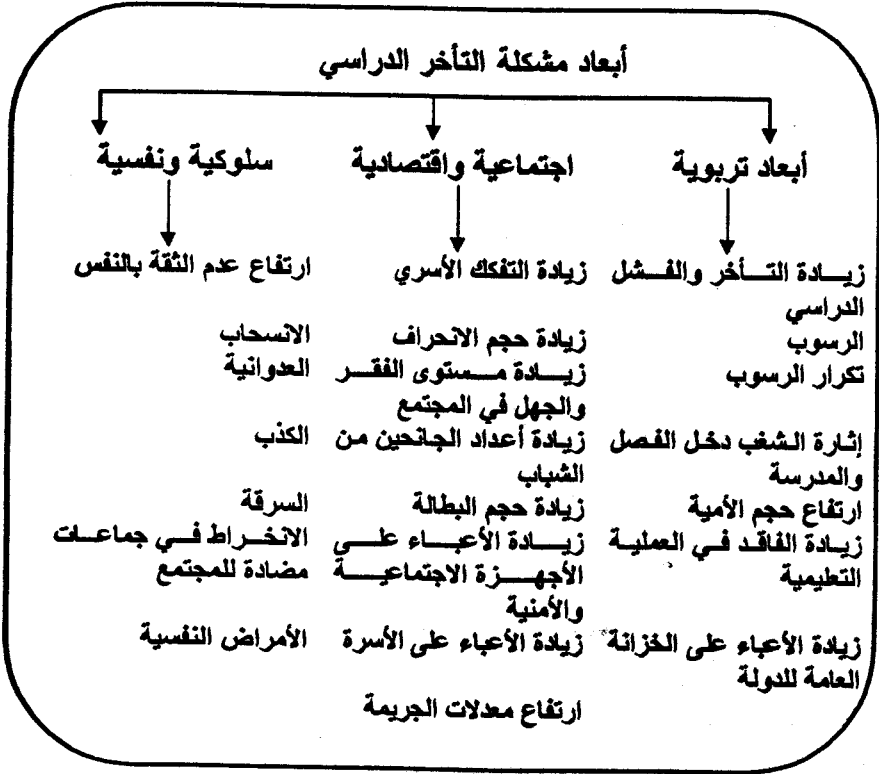 أبعاد مشكلة التأخر الدراسي
أبعاد تربوية
اجتماعية واقتصادية
سلوكية ونفسية
زيادة التأخر والفشل
الدراسي
الرسوب
تكرار الرسوب
إثارة الشغب دخل الفصل
والمدرسة
ارتفاع حجم الأمية
زيادة الفاقد في العملية
التعليمية
زيادة الأعباء على الخزانة
العامة للدولة
زيادة التفكك الأسري
زيادة حجم الانحراف
زيادة مستوى الفقر
والجهل في المجتمع
زيادة أعداد الجانحين من
الشباب
زيادة حجم البطالة
زيادة الأعباء على
الأجهزة الاجتماعية
والأمنية
زيادة الأعباء على الأسرة
ارتفاع معدلات الجريمة
ارتفاع عدم الثقة بالنفس
الانسحاب
العدوانية
الكذب
السرقة
الانخراط في جماعات
مضادة للمجتمع
الأمراض النفسية